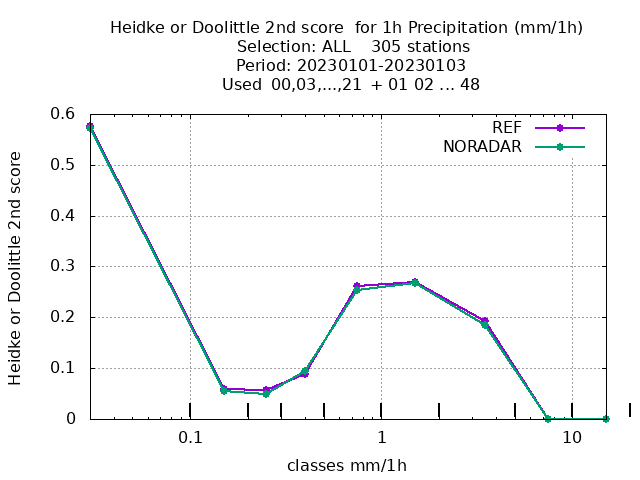 Heidke or Doolittle 2nd score  for 1h Precipitation (mm/1h)
Selection: ALL    305 stations
Period: 20230101-20230103
Used  00,03,...,21  + 01 02 ... 48
REF
NORADAR
Heidke or Doolittle 2nd score
0.6
0.5
0.4
0.3
0.2
0.1
0
0.1
1
10
classes mm/1h